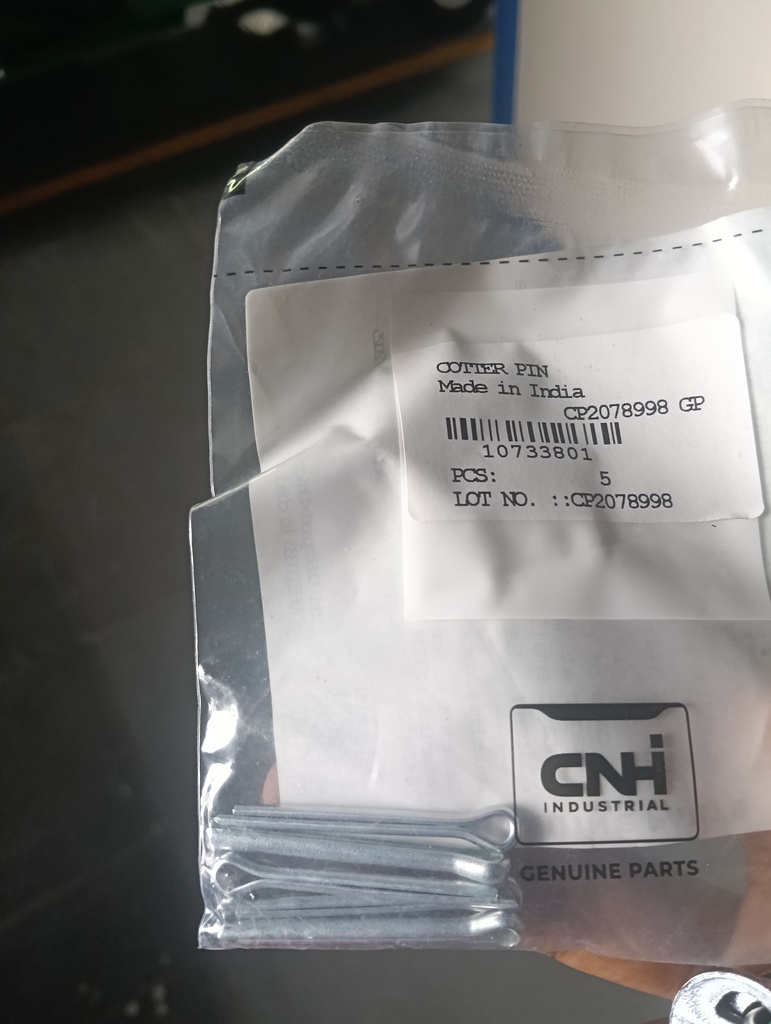 COTTER PIN
Made in India
CP2078998 GP
10733801
PCS: 5
LOT NO. ::CP2078998
CNH
INDUSTRIAL
GENUINE PARTS